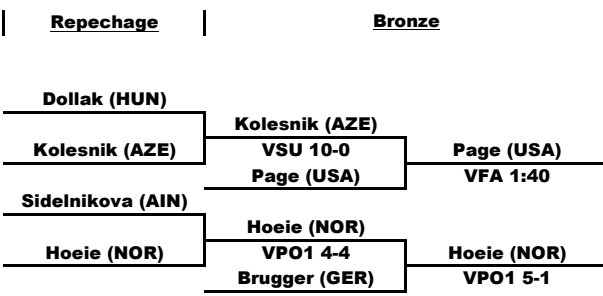 Repechage
Bronze
Dollak (HUN)
Kolesnik (AZE)
Kolesnik (AZE)
VSU 10-0
Page (USA)
Page (USA)
VFA 1:40
Sidelnikova (AIN)
Hoeie (NOR)
Hoeie (NOR)
VPO1 4-4
Brugger (GER)
Hoeie (NOR)
VPO1 5-1